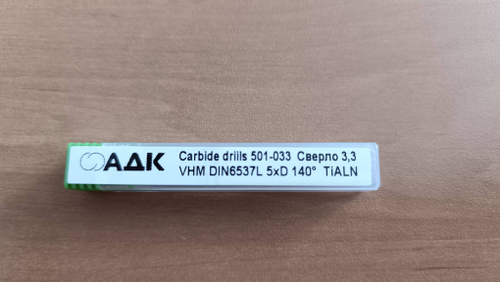 АДК
Carbide drills 501-033 Сверло 3,3
VHM DIN6537L 5xD 140° TiALN